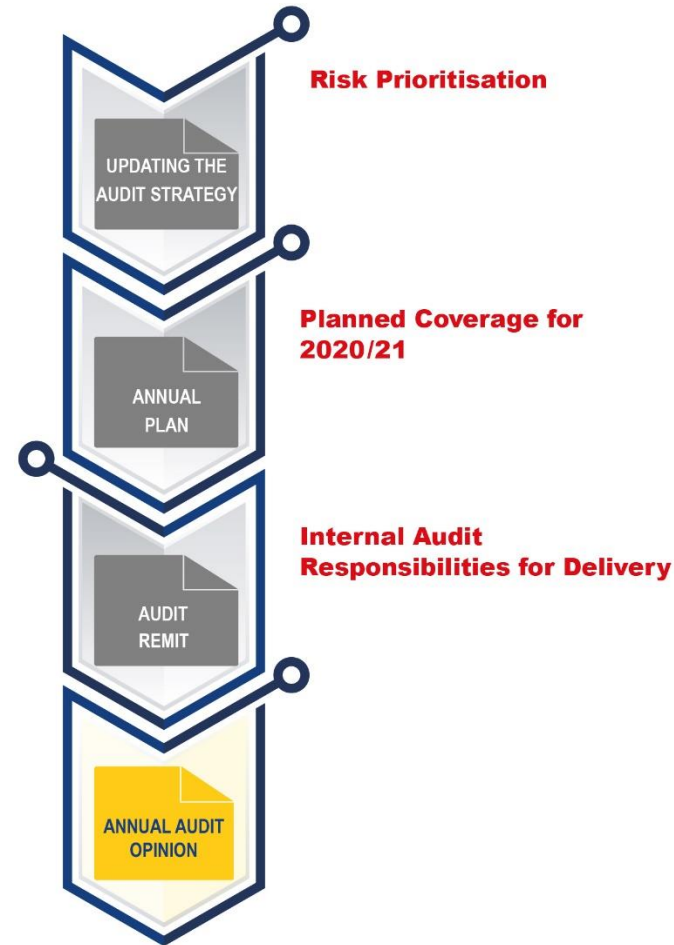 Risk Prioritisation
UPDATING THE
AUDIT STRATEGY
Planned Coverage for
2020/21
ANNUAL
PLAN
Internal Audit
Responsibilities for Delivery
AUDIT
REMIT
ANNUAL AUDIT
OPINION